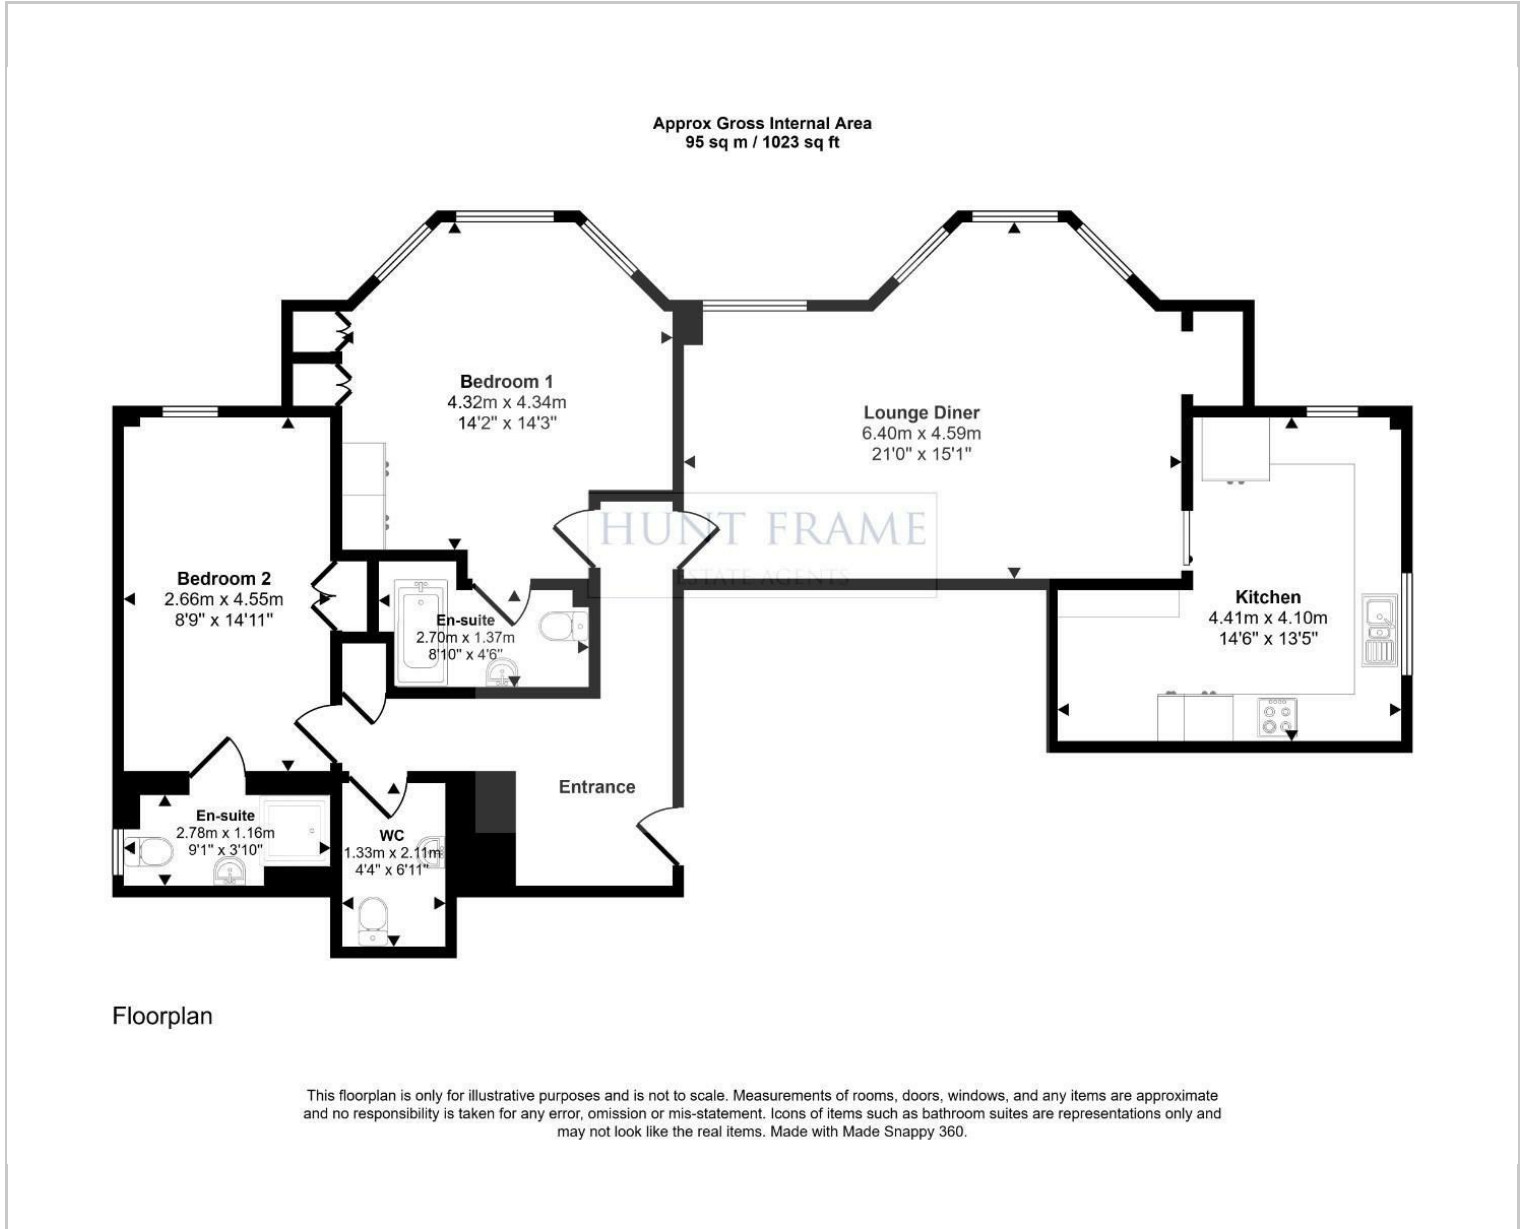 Approx Gross Internal Area
95 sq m / 1023 sq ft
Bedroom 1
4.32m x 4.34m
14'2" x 14'3"
Lounge Diner
6.40m x 4.59m
21'0" x 15'1"
HUNT FRAME
ESTATE AGENTS
Bedroom 2
2.66m x 4.55m
8'9" x 14'11"
En-suite
2.70m x 1.37m
8'10" x 4'6"
Kitchen
4.41m x 4.10m
14'6" x 13'5"
Entrance
En-suite
2.78m x 1.16m
9'1" x 3'10"
WC
1.33m x 2.11m
4'4" x 6'11"
Floorplan
This floorplan is only for illustrative purposes and is not to scale. Measurements of rooms, doors, windows, and any items are approximate
and no responsibility is taken for any error, omission or mis-statement. Icons of items such as bathroom suites are representations only and
may not look like the real items. Made with Made Snappy 360.